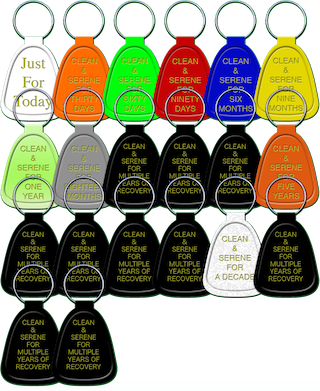 Just
For
Today
CLEAN
&
SERENE
FOR
THIRTY
DAYS
CLEAN
&
SERENE
FOR
SIXTY
DAYS
CLEAN
&
SERENE
FOR
NINETY
DAYS
CLEAN
&
SERENE
FOR
SIX
MONTHS
CLEAN
&
SERENE
FOR
NINE
MONTHS
CLEAN
&
SERENE
FOR
ONE
YEAR
CLEAN
&
SERENE
FOR
EIGHTEEN
MONTHS
CLEAN
&
SERENE
FOR
MULTIPLE
YEARS OF
RECOVERY
CLEAN
&
SERENE
FOR
MULTIPLE
YEARS OF
RECOVERY
CLEAN
&
SERENE
FOR
MULTIPLE
YEARS OF
RECOVERY
CLEAN
&
SERENE
FOR
FIVE
YEARS
CLEAN
&
SERENE
FOR
MULTIPLE
YEARS OF
RECOVERY
CLEAN
&
SERENE
FOR
MULTIPLE
YEARS OF
RECOVERY
CLEAN
&
SERENE
FOR
MULTIPLE
YEARS OF
RECOVERY
CLEAN
&
SERENE
FOR
MULTIPLE
YEARS OF
RECOVERY
CLEAN
&
SERENE
FOR
A DECADE
CLEAN
&
SERENE
FOR
MULTIPLE
YEARS OF
RECOVERY
CLEAN
&
SERENE
FOR
MULTIPLE
YEARS OF
RECOVERY
CLEAN
&
SERENE
FOR
MULTIPLE
YEARS OF
RECOVERY